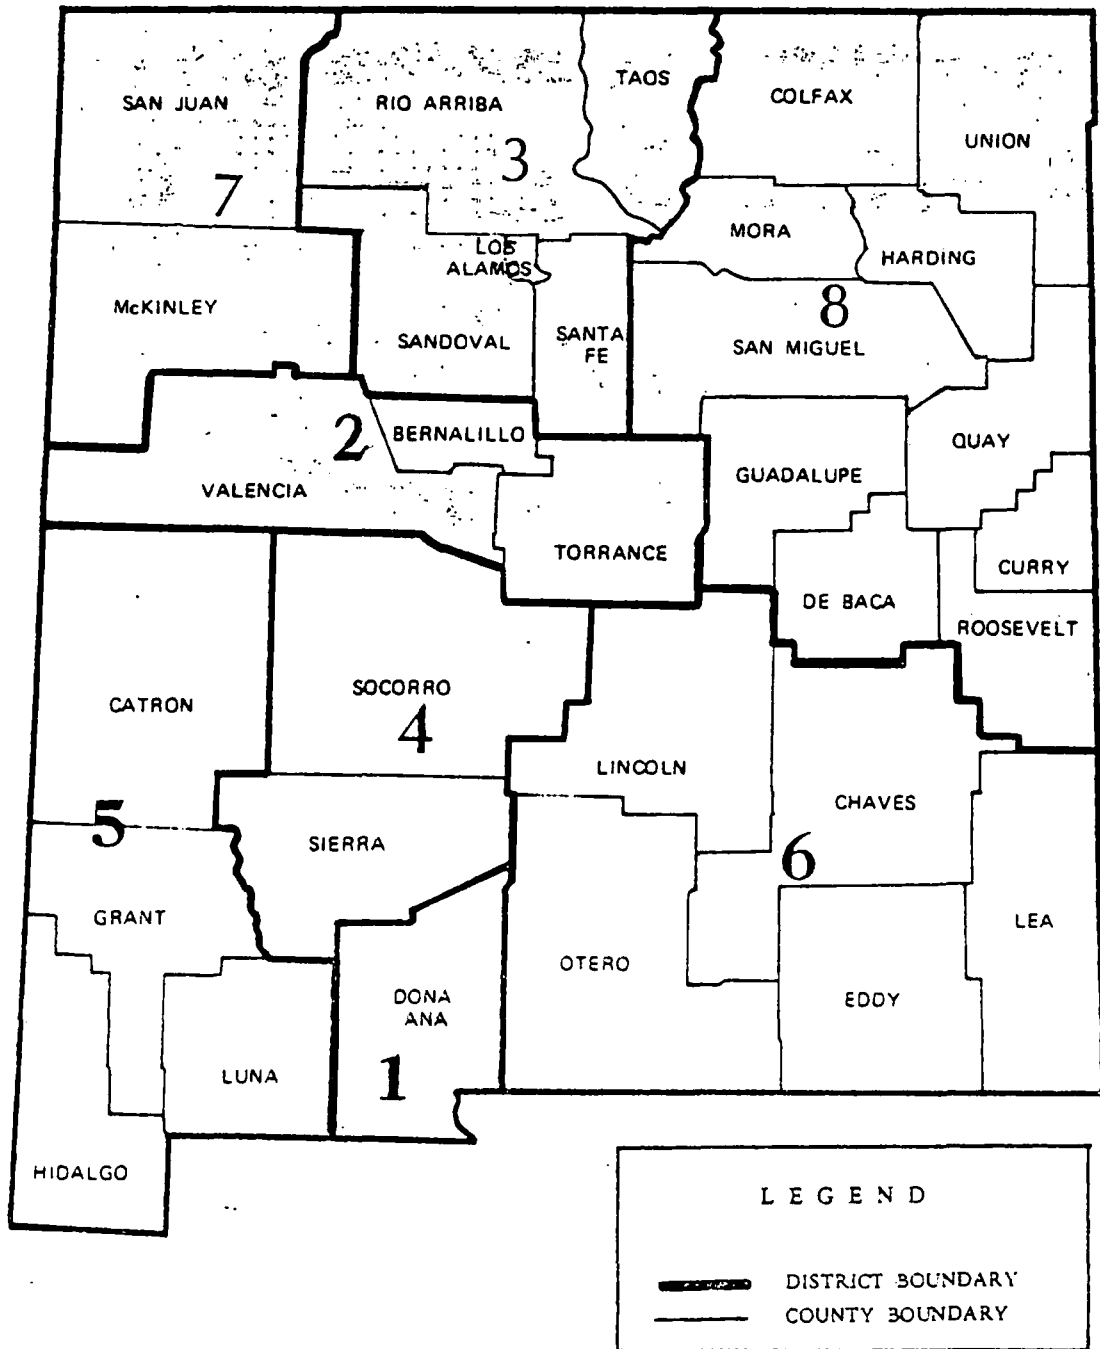 SAN JUAN
RIO ARRIBA
TAOS
COLFAX
UNION
3
7
MORA
HARDING
LOS
ALAMOS
McKINLEY
8
SANDOVAL
SANTA
FE
SAN MIGUEL
2
BERNALILLO
QUAY
GUADALUPE
VALENCIA
TORRANCE
CURRY
DE BACA
ROOSEVELT
CATRON
SOCORRO
4
LINCOLN
CHAVES
5
SIERRA
6
GRANT
LEA
OTERO
DONA
ANA
EDDY
LUNA
1
HIDALGO
LEGEND
DISTRICT BOUNDARY
COUNTY BOUNDARY